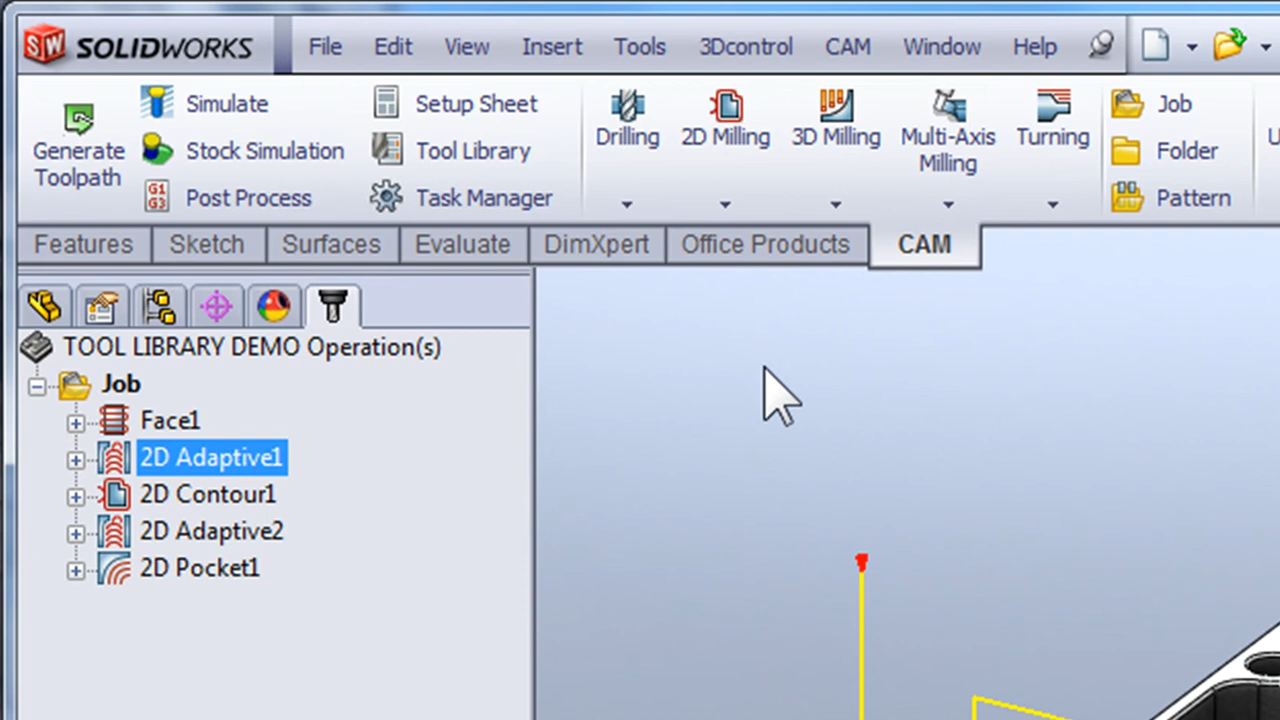 SW SOLIDWORKS File Edit View Insert Tools 3Dcontrol CAM Window Help
Simulate Setup Sheet Job
Generate Toolpath Stock Simulation Tool Library Drilling 2D Milling 3D Milling Multi-Axis Milling Turning Folder
G1 G3 Post Process Task Manager Pattern
Features Sketch Surfaces Evaluate DimXpert Office Products CAM
TOOL LIBRARY DEMO Operation(s)
Job
Face1
2D Adaptive1
2D Contour1
2D Adaptive2
2D Pocket1